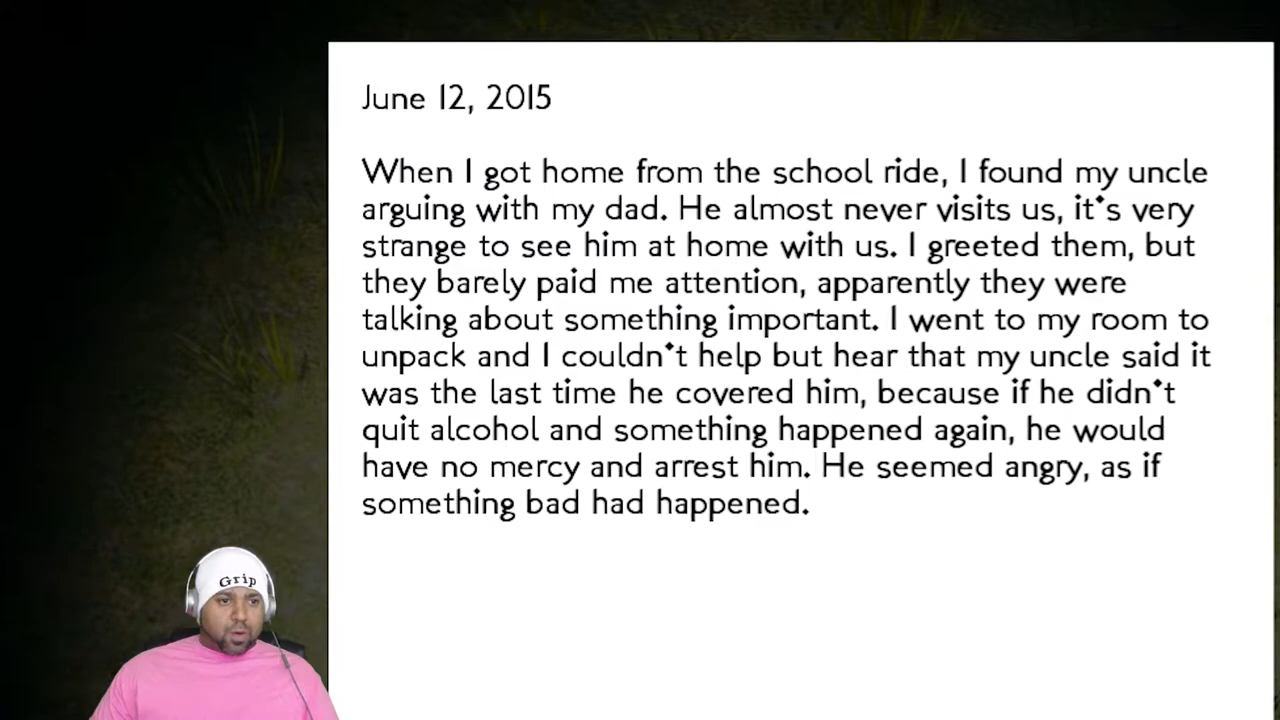 June 12, 2015
When I got home from the school ride, I found my uncle
arguing with my dad. He almost never visits us, it's very
strange to see him at home with us. I greeted them, but
they barely paid me attention, apparently they were
talking about something important. I went to my room to
unpack and I couldn't help but hear that my uncle said it
was the last time he covered him, because if he didn't
quit alcohol and something happened again, he would
have no mercy and arrest him. He seemed angry, as if
something bad had happened.
Grip